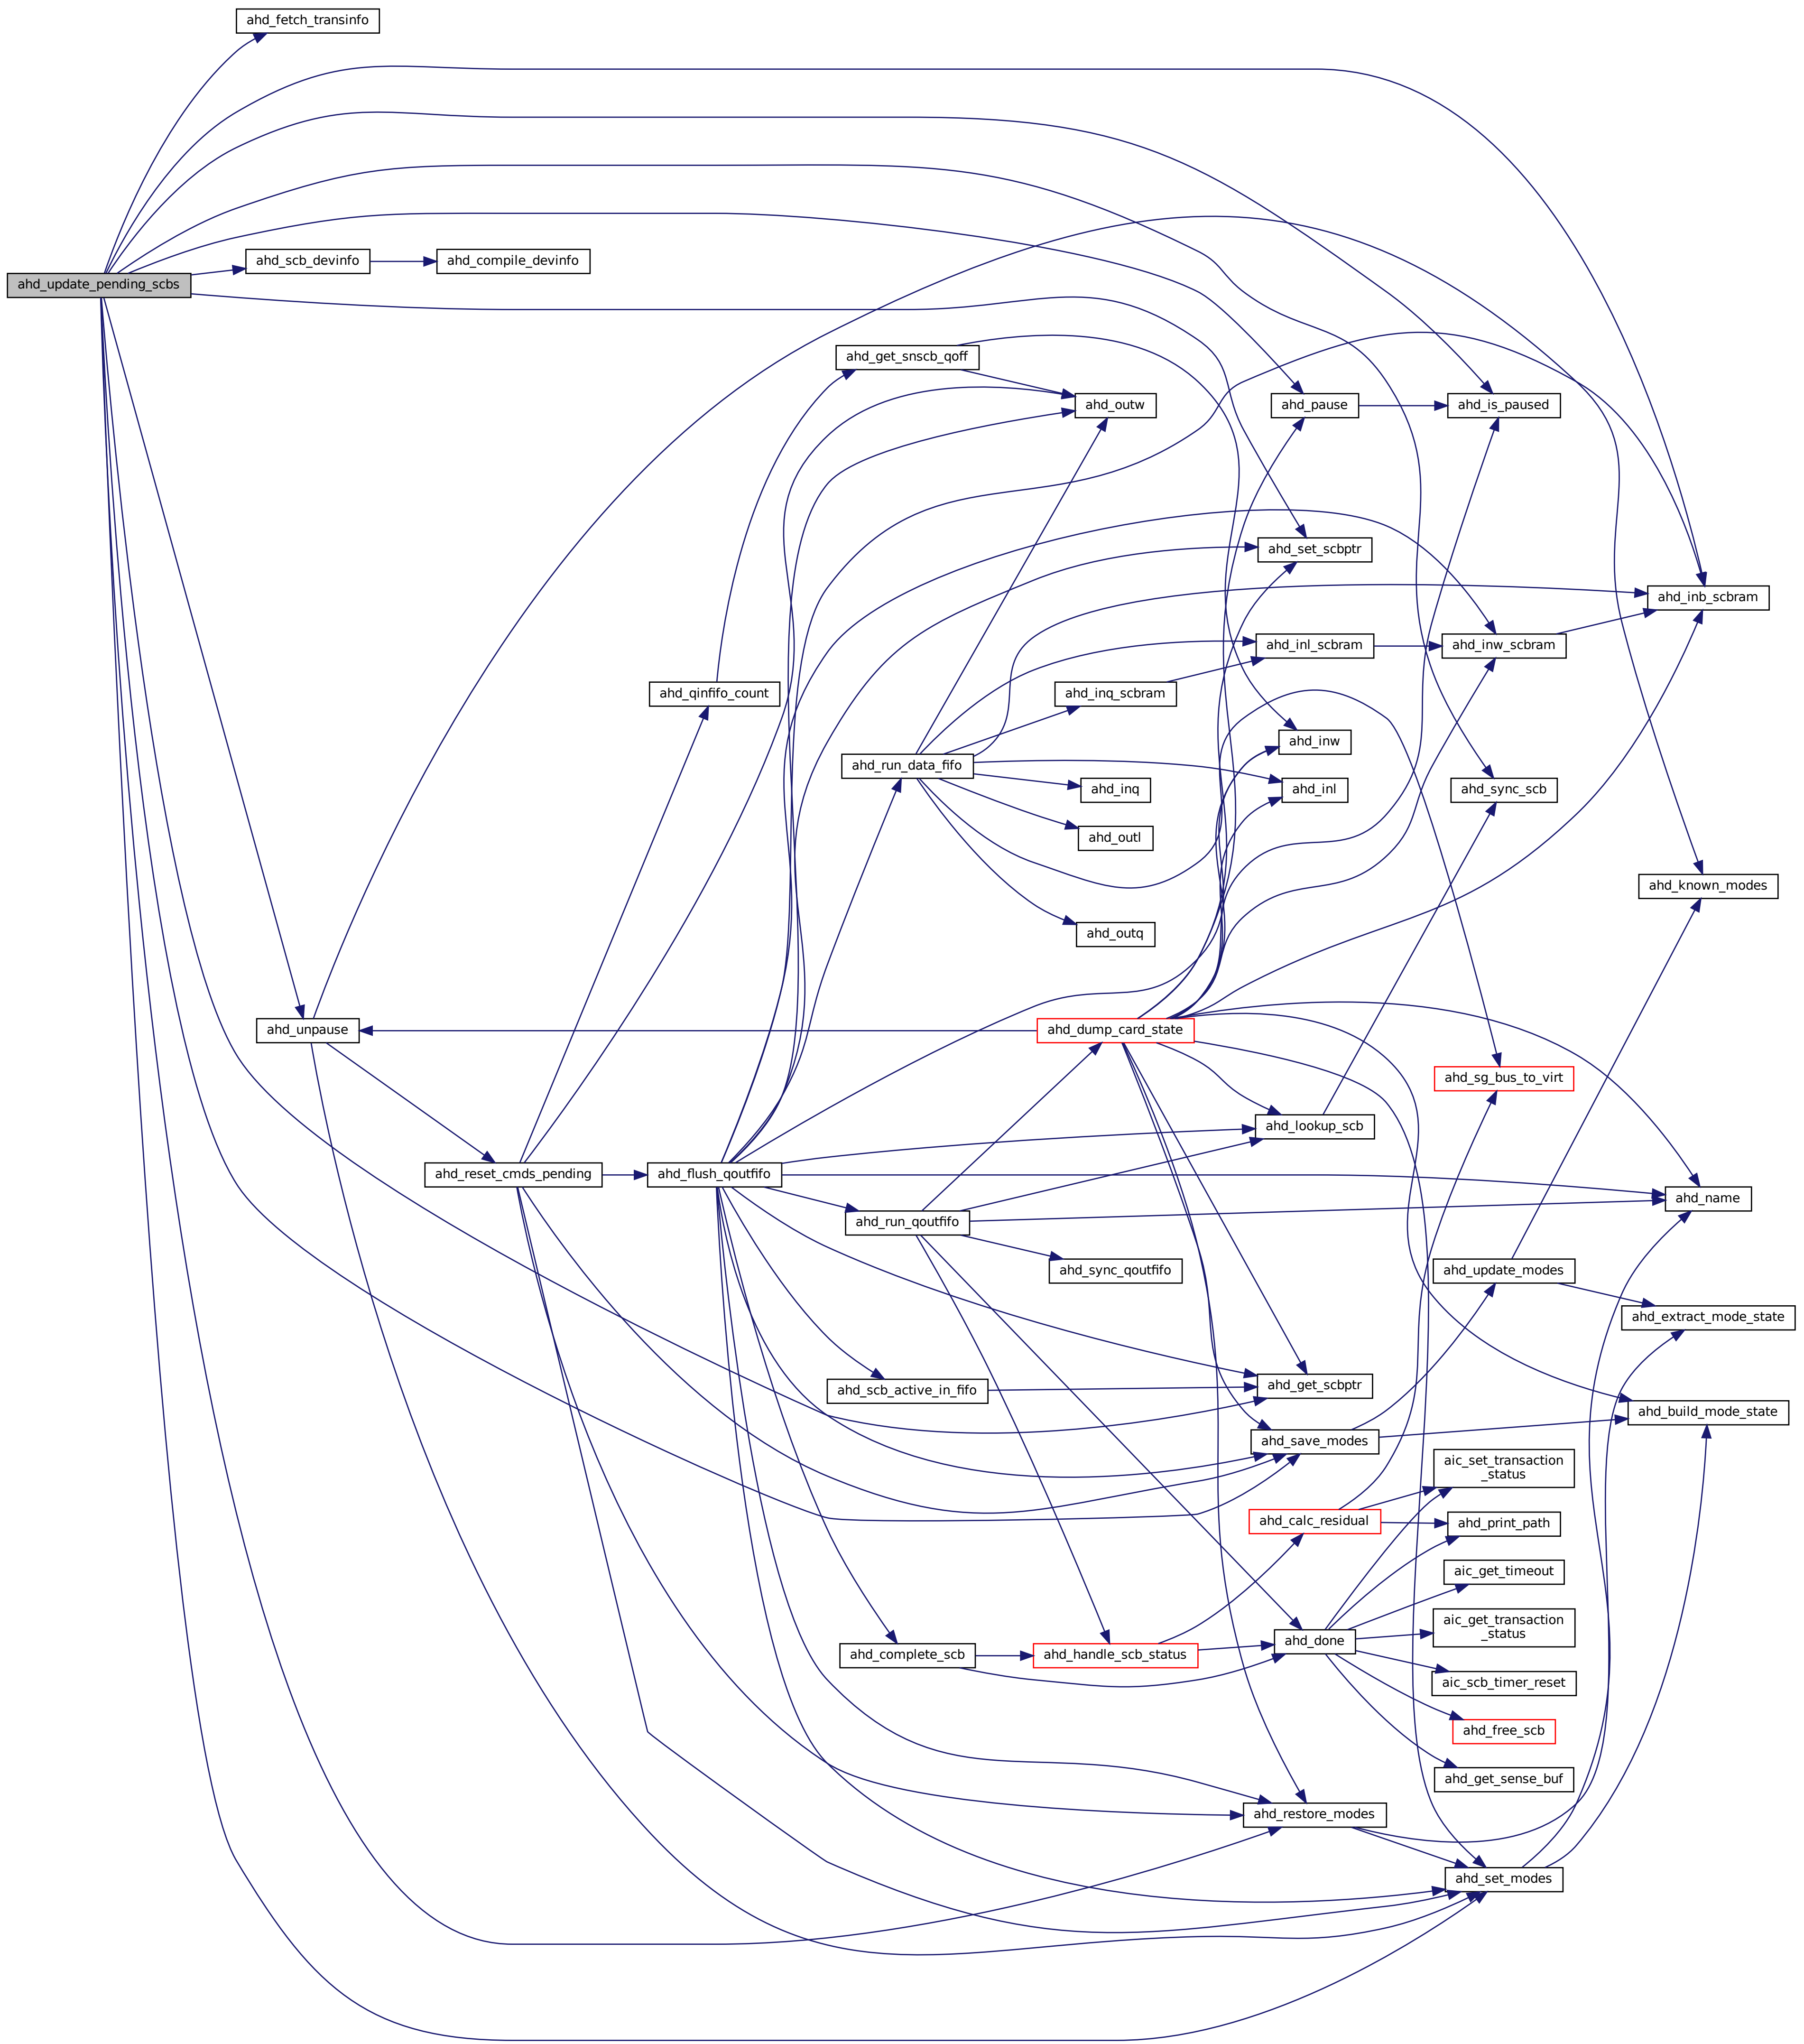 ahd_fetch_transinfo
ahd_scb_devinfo
ahd_compile_devinfo
ahd_update_pending_scbs
ahd_get_snscb_qoff
ahd_outw
ahd_pause
ahd_is_paused
ahd_set_scbptr
ahd_inb_scbram
ahd_inl_scbram
ahd_inw_scbram
ahd_qinfifo_count
ahd_inq_scbram
ahd_inw
ahd_run_data_fifo
ahd_inq
ahd_inl
ahd_sync_scb
ahd_outl
ahd_known_modes
ahd_outq
ahd_unpause
ahd_dump_card_state
ahd_sg_bus_to_virt
ahd_lookup_scb
ahd_reset_cmds_pending
ahd_flush_qoutfifo
ahd_name
ahd_run_qoutfifo
ahd_sync_qoutfifo
ahd_update_modes
ahd_extract_mode_state
ahd_scb_active_in_fifo
ahd_get_scbptr
ahd_build_mode_state
ahd_save_modes
aic_set_transaction
_status
ahd_calc_residual
ahd_print_path
aic_get_timeout
aic_get_transaction
_status
ahd_done
ahd_complete_scb
ahd_handle_scb_status
aic_scb_timer_reset
ahd_free_scb
ahd_get_sense_buf
ahd_restore_modes
ahd_set_modes